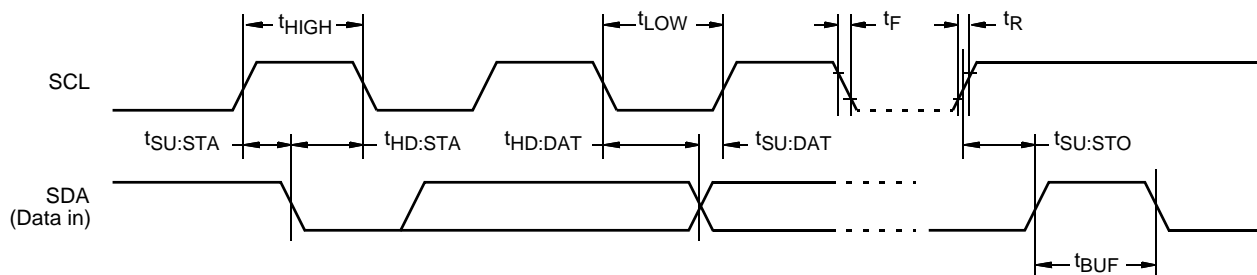 tHIGH
tLOW
tF
tR
SCL
tSU:STA
tHD:STA
tHD:DAT
tSU:DAT
tSU:STO
SDA
(Data in)
tBUF